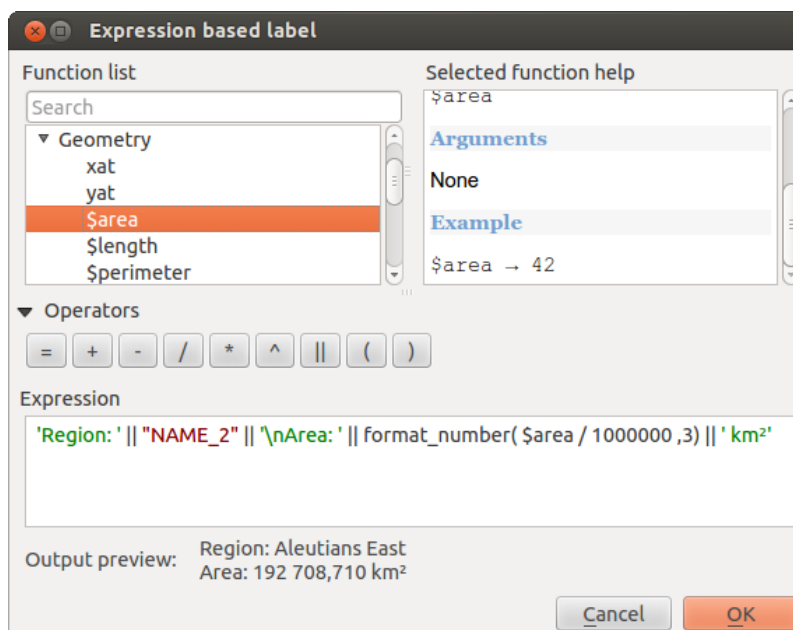 Expression based label
Function list
Search
Geometry
xat
yat
$area
$length
$perimeter
Selected function help
$area
Arguments
None
Example
$area → 42
Operators
= + - / * ^ || ( )
Expression
'Region: ' || "NAME_2" || '\nArea: ' || format_number( $area / 1000000 ,3) || ' km²'
Output preview:
Region: Aleutians East
Area: 192 708,710 km²
Cancel
OK